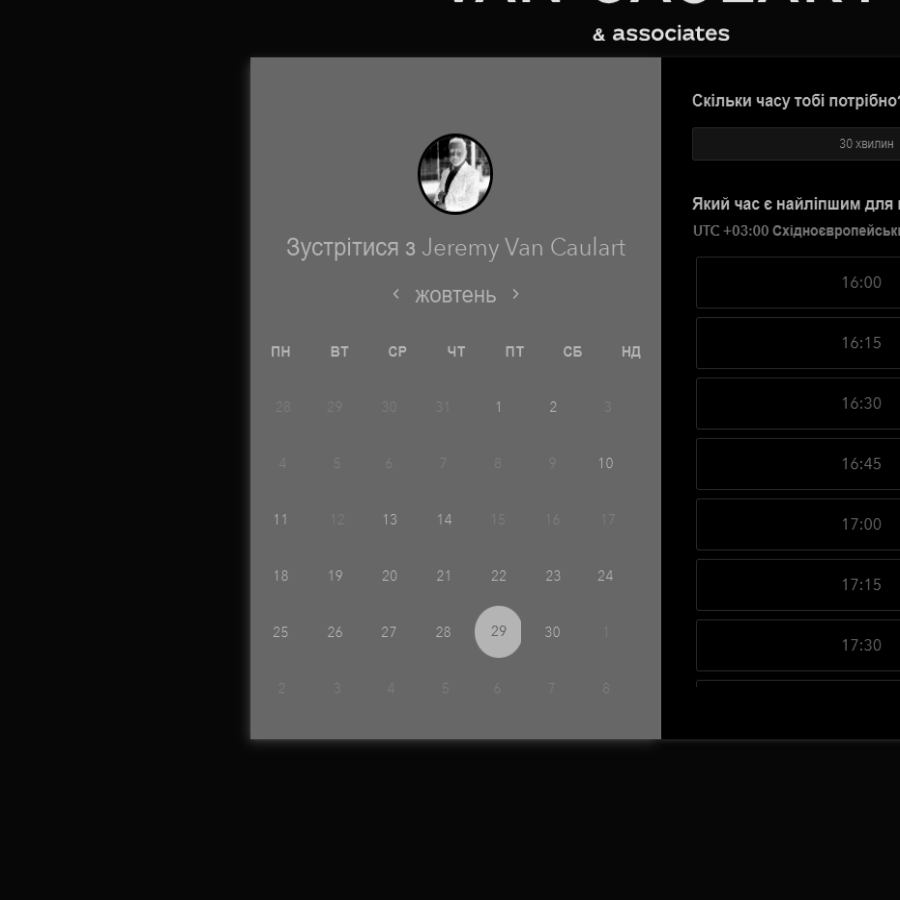 & associates
Зустрітися з Jeremy Van Caulart
‹ жовтень ›
ПН ВТ СР ЧТ ПТ СБ НД
28 29 30 31 1 2 3
4 5 6 7 8 9 10
11 12 13 14 15 16 17
18 19 20 21 22 23 24
25 26 27 28 29 30 1
2 3 4 5 6 7 8
Скільки часу тобі потрібно?
30 хвилин
Який час є найліпшим для
UTC +03:00
16:00
16:15
16:30
16:45
17:00
17:15
17:30